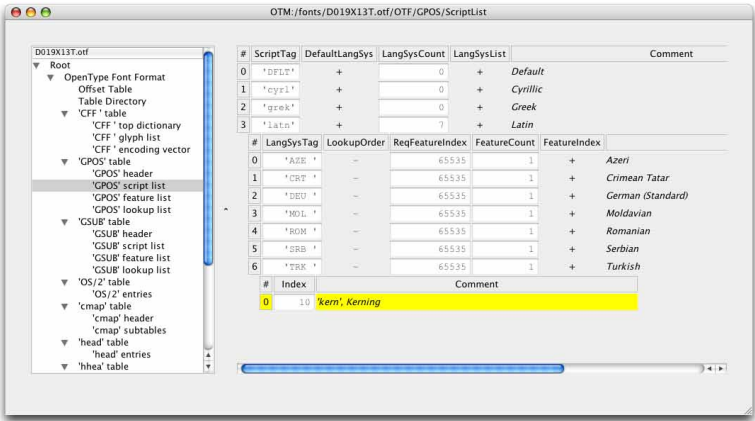 OTM:/fonts/D019X13T.otf/OTF/GPOS/ScriptList
D019X13T.otf
Root
OpenType Font Format
Offset Table
Table Directory
'CFF ' table
'CFF ' top dictionary
'CFF ' glyph list
'CFF ' encoding vector
'GPOS' table
'GPOS' header
'GPOS' script list
'GPOS' feature list
'GPOS' lookup list
'GSUB' table
'GSUB' header
'GSUB' script list
'GSUB' feature list
'GSUB' lookup list
'OS/2' table
'OS/2' entries
'cmap' table
'cmap' header
'cmap' subtables
'head' table
'head' entries
'hhea' table
# ScriptTag DefaultLangSys LangSysCount LangSysList Comment
0 'DFLT' + 0 + Default
1 'cyrl' + 0 + Cyrillic
2 'grek' + 0 + Greek
3 'latn' + 7 + Latin
# LangSysTag LookupOrder ReqFeatureIndex FeatureCount FeatureIndex
0 'AZE ' – 65535 1 + Azeri
1 'CRT ' – 65535 1 + Crimean Tatar
2 'DEU ' – 65535 1 + German (Standard)
3 'MOL ' – 65535 1 + Moldavian
4 'ROM ' – 65535 1 + Romanian
5 'SRB ' – 65535 1 + Serbian
6 'TRK ' – 65535 1 + Turkish
# Index Comment
0 10 'kern', Kerning